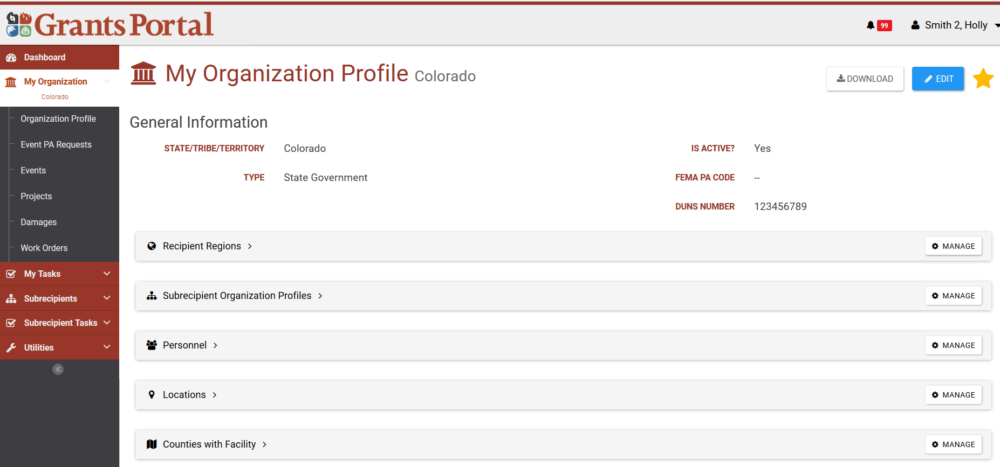 Grants Portal
99
Smith 2, Holly
Dashboard
My Organization
Colorado
Organization Profile
Event PA Requests
Events
Projects
Damages
Work Orders
My Tasks
Subrecipients
Subrecipient Tasks
Utilities
My Organization Profile Colorado
DOWNLOAD
EDIT
General Information
STATE/TRIBE/TERRITORY Colorado
IS ACTIVE? Yes
TYPE State Government
FEMA PA CODE --
DUNS NUMBER 123456789
Recipient Regions
MANAGE
Subrecipient Organization Profiles
MANAGE
Personnel
MANAGE
Locations
MANAGE
Counties with Facility
MANAGE